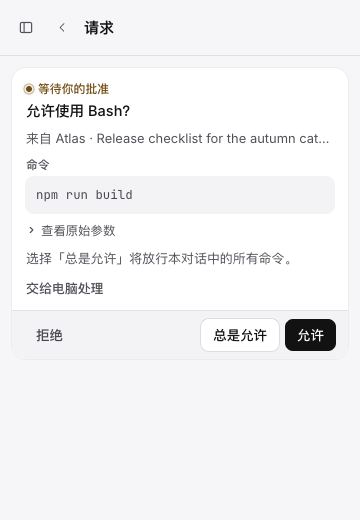 请求
等待你的批准
允许使用 Bash?
来自 Atlas · Release checklist for the autumn cat...
命令
npm run build
查看原始参数
选择「总是允许」将放行本对话中的所有命令。
交给电脑处理
拒绝
总是允许
允许